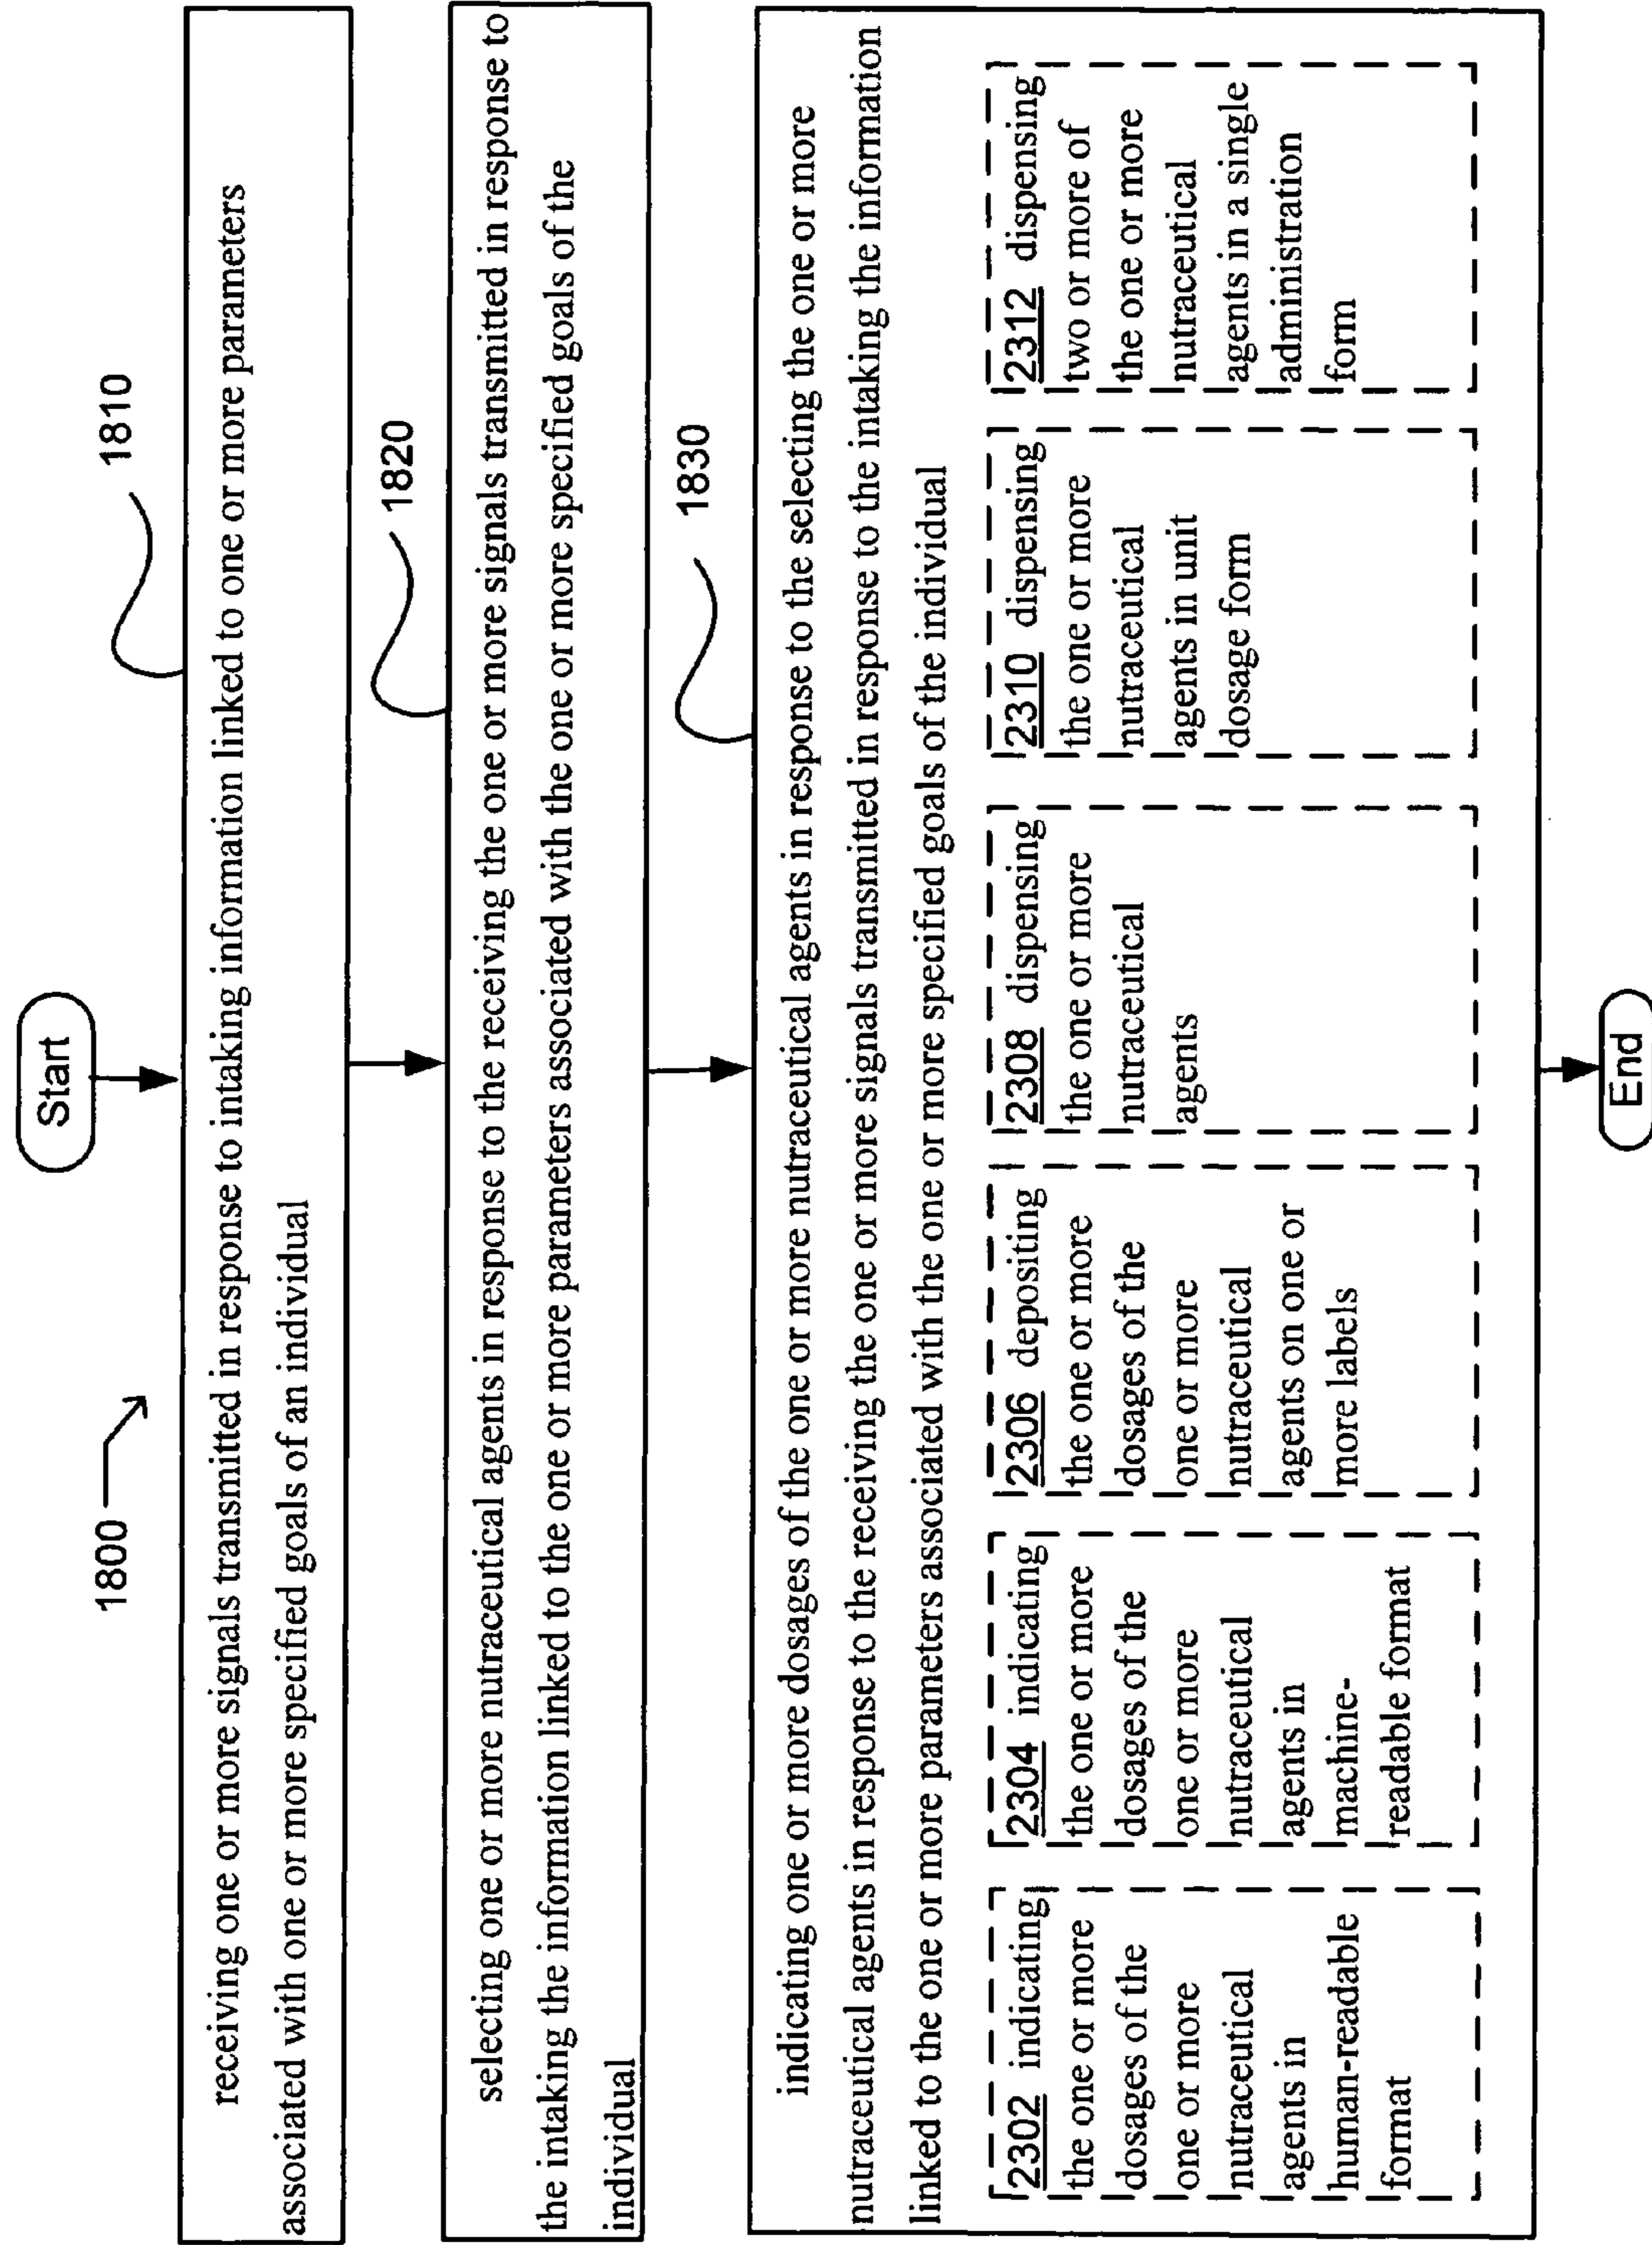 Start
1800
1810
receiving one or more signals transmitted in response to intaking information linked to one or more parameters
associated with one or more specified goals of an individual
1820
selecting one or more nutraceutical agents in response to the receiving the one or more signals transmitted in response to
the intaking the information linked to the one or more parameters associated with the one or more specified goals of the
individual
1830
indicating one or more dosages of the one or more nutraceutical agents in response to the selecting the one or more
nutraceutical agents in response to the receiving the one or more signals transmitted in response to the intaking the information
linked to the one or more parameters associated with the one or more specified goals of the individual
2302 indicating
the one or more
dosages of the
one or more
nutraceutical
agents in
human-readable
format
2304 indicating
the one or more
dosages of the
one or more
nutraceutical
agents in
machine-
readable format
2306 depositing
the one or more
dosages of the
one or more
nutraceutical
agents on one or
more labels
2308 dispensing
the one or more
nutraceutical
agents
2310 dispensing
the one or more
nutraceutical
agents in unit
dosage form
2312 dispensing
two or more of
the one or more
nutraceutical
agents in a single
administration
form
End